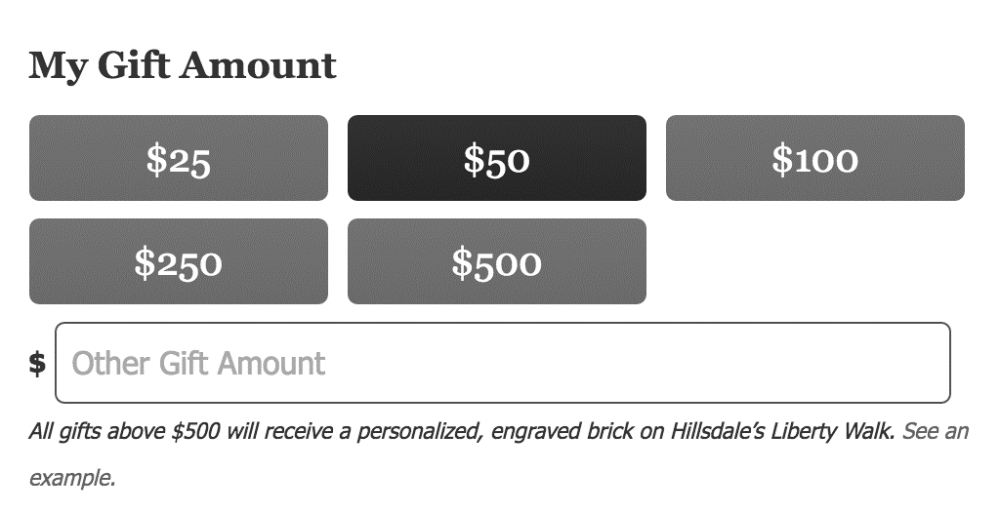 My Gift Amount
$25 $50 $100
$250 $500
$ Other Gift Amount
All gifts above $500 will receive a personalized, engraved brick on Hillsdale’s Liberty Walk. See an
example.